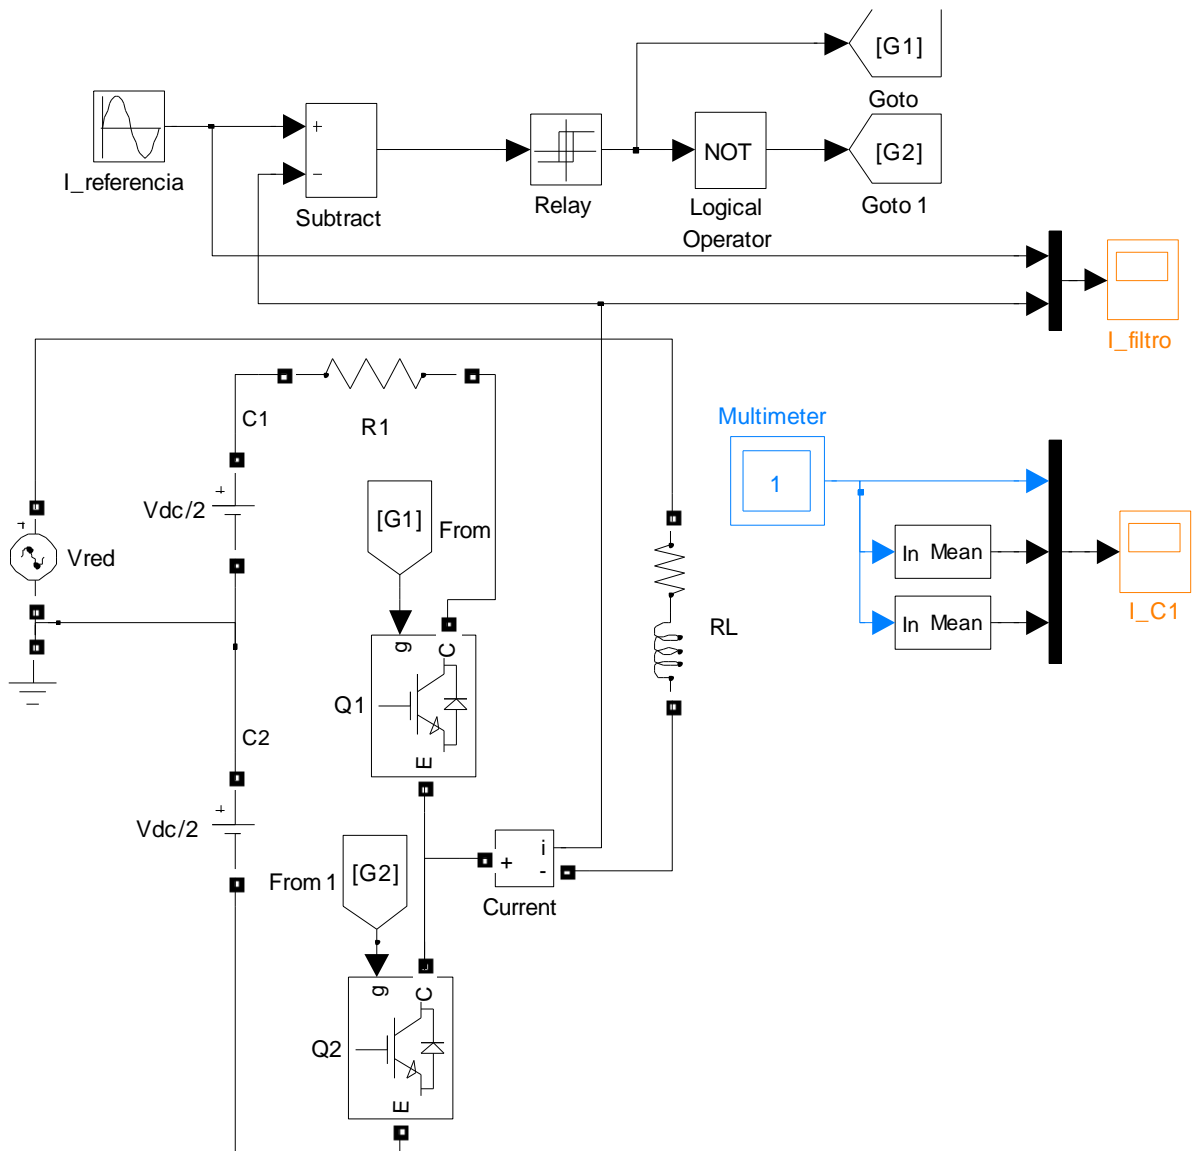 [G1]
Goto
+
−
NOT
[G2]
I_referencia
Subtract
Relay
Logical
Operator
Goto 1
I_filtro
C1
R1
Multimeter
+
Vdc/2
[G1]
From
1
+
Vred
In Mean
I_C1
In Mean
RL
g
C
Q1
E
C2
+
Vdc/2
i
+
-
From 1
[G2]
Current
g
C
Q2
E